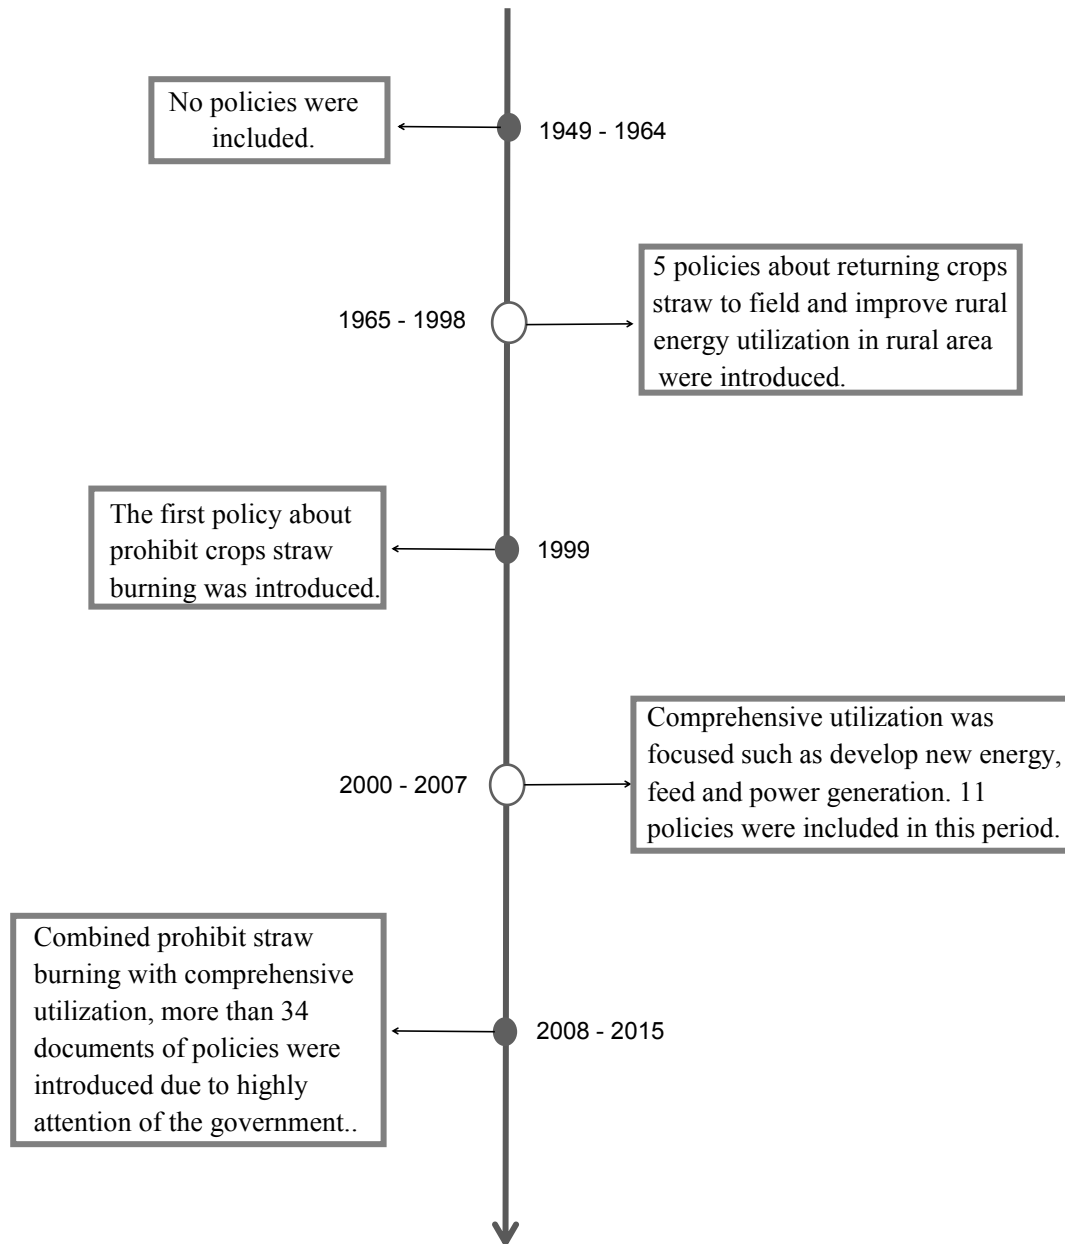 No policies were
included.
1949 - 1964
5 policies about returning crops
straw to field and improve rural
energy utilization in rural area
were introduced.
1965 - 1998
The first policy about
prohibit crops straw
burning was introduced.
1999
Comprehensive utilization was
focused such as develop new energy,
feed and power generation. 11
policies were included in this period.
2000 - 2007
Combined prohibit straw
burning with comprehensive
utilization, more than 34
documents of policies were
introduced due to highly
attention of the government..
2008 - 2015